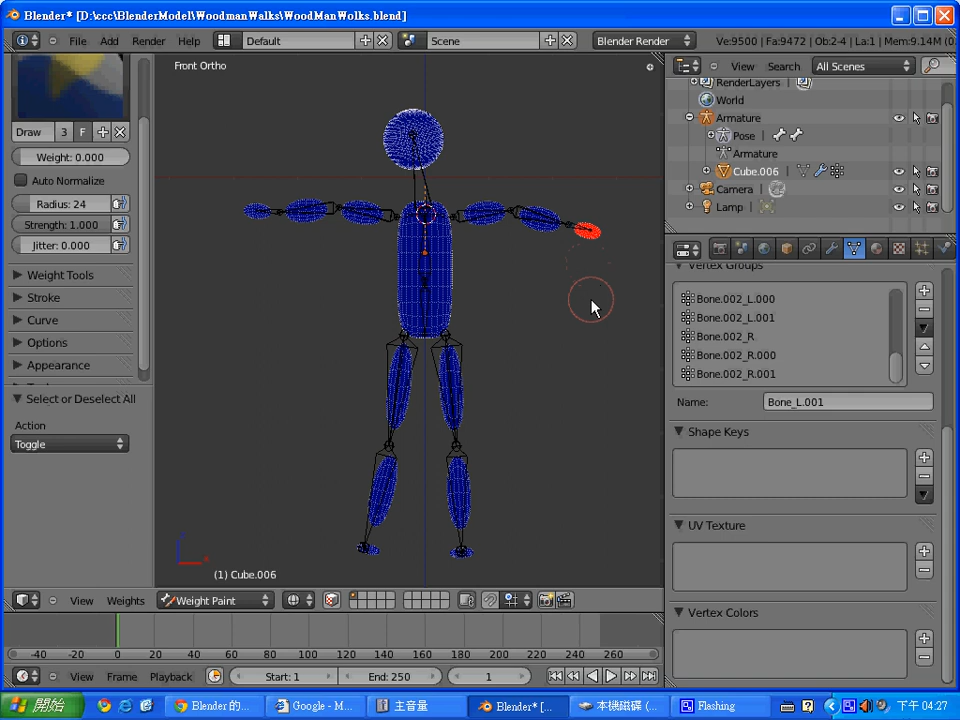 Blender* [D:\ccc\BlenderModel\WoodmanWalks\WoodManWolks.blend]
File Add Render Help Default Scene Blender Render Ve:9500 | Fa:9472 | Ob:2-4 | La:1 | Mem:9.14M
View Search All Scenes
RenderLayers
World
Armature
Pose
Armature
Cube.006
Camera
Lamp
Draw 3 F
Weight: 0.000
Auto Normalize
Radius: 24
Strength: 1.000
Jitter: 0.000
Weight Tools
Stroke
Curve
Options
Appearance
Select or Deselect All
Action
Toggle
Front Ortho
(1) Cube.006
Vertex Groups
Bone.002_L.000
Bone.002_L.001
Bone.002_R
Bone.002_R.000
Bone.002_R.001
Name: Bone_L.001
Shape Keys
UV Texture
Vertex Colors
View Weights Weight Paint
-40 -20 0 20 40 60 80 100 120 140 160 180 200 220 240 260
View Frame Playback Start: 1 End: 250 1
開始 Blender 的... Google - M... 主音量 Blender* [... 本機磁碟 (... Flashing 下午 04:27